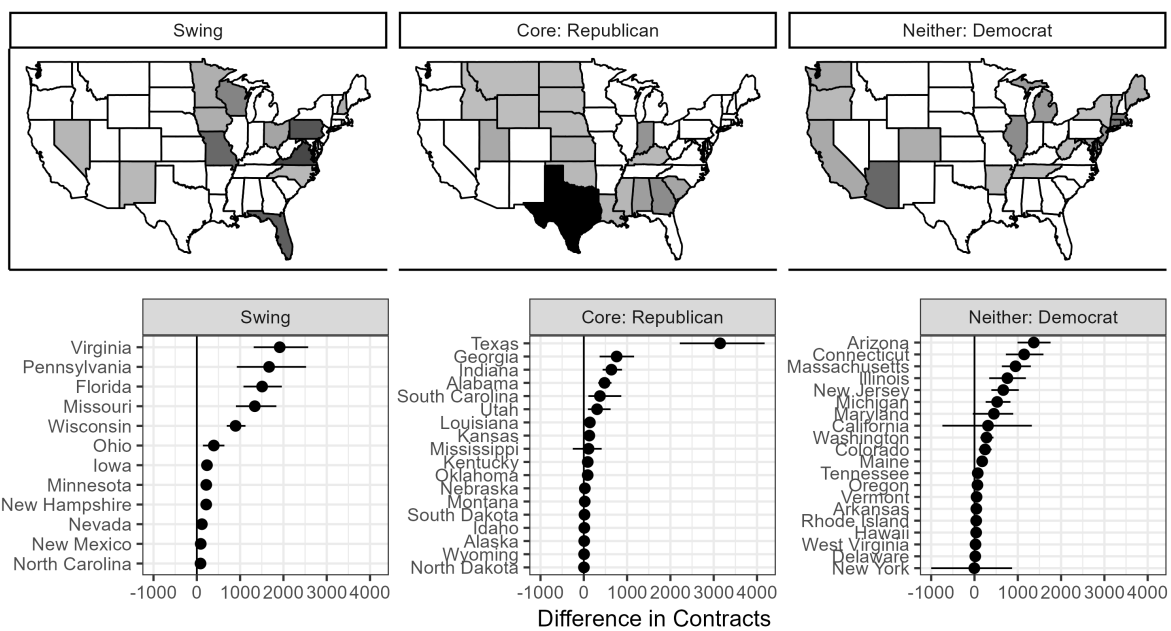 Swing
Core: Republican
Neither: Democrat
Swing
Virginia
Pennsylvania
Florida
Missouri
Wisconsin
Ohio
Iowa
Minnesota
New Hampshire
Nevada
New Mexico
North Carolina
-1000 0 1000 2000 3000 4000
Core: Republican
Texas
Georgia
Indiana
Alabama
South Carolina
Utah
Louisiana
Kansas
Mississippi
Kentucky
Oklahoma
Nebraska
Montana
South Dakota
Idaho
Alaska
Wyoming
North Dakota
-1000 0 1000 2000 3000 4000
Neither: Democrat
Arizona
Connecticut
Massachusetts
Illinois
New Jersey
Michigan
Maryland
California
Washington
Colorado
Maine
Tennessee
Oregon
Vermont
Arkansas
Rhode Island
Hawaii
West Virginia
Delaware
New York
-1000 0 1000 2000 3000 4000
Difference in Contracts